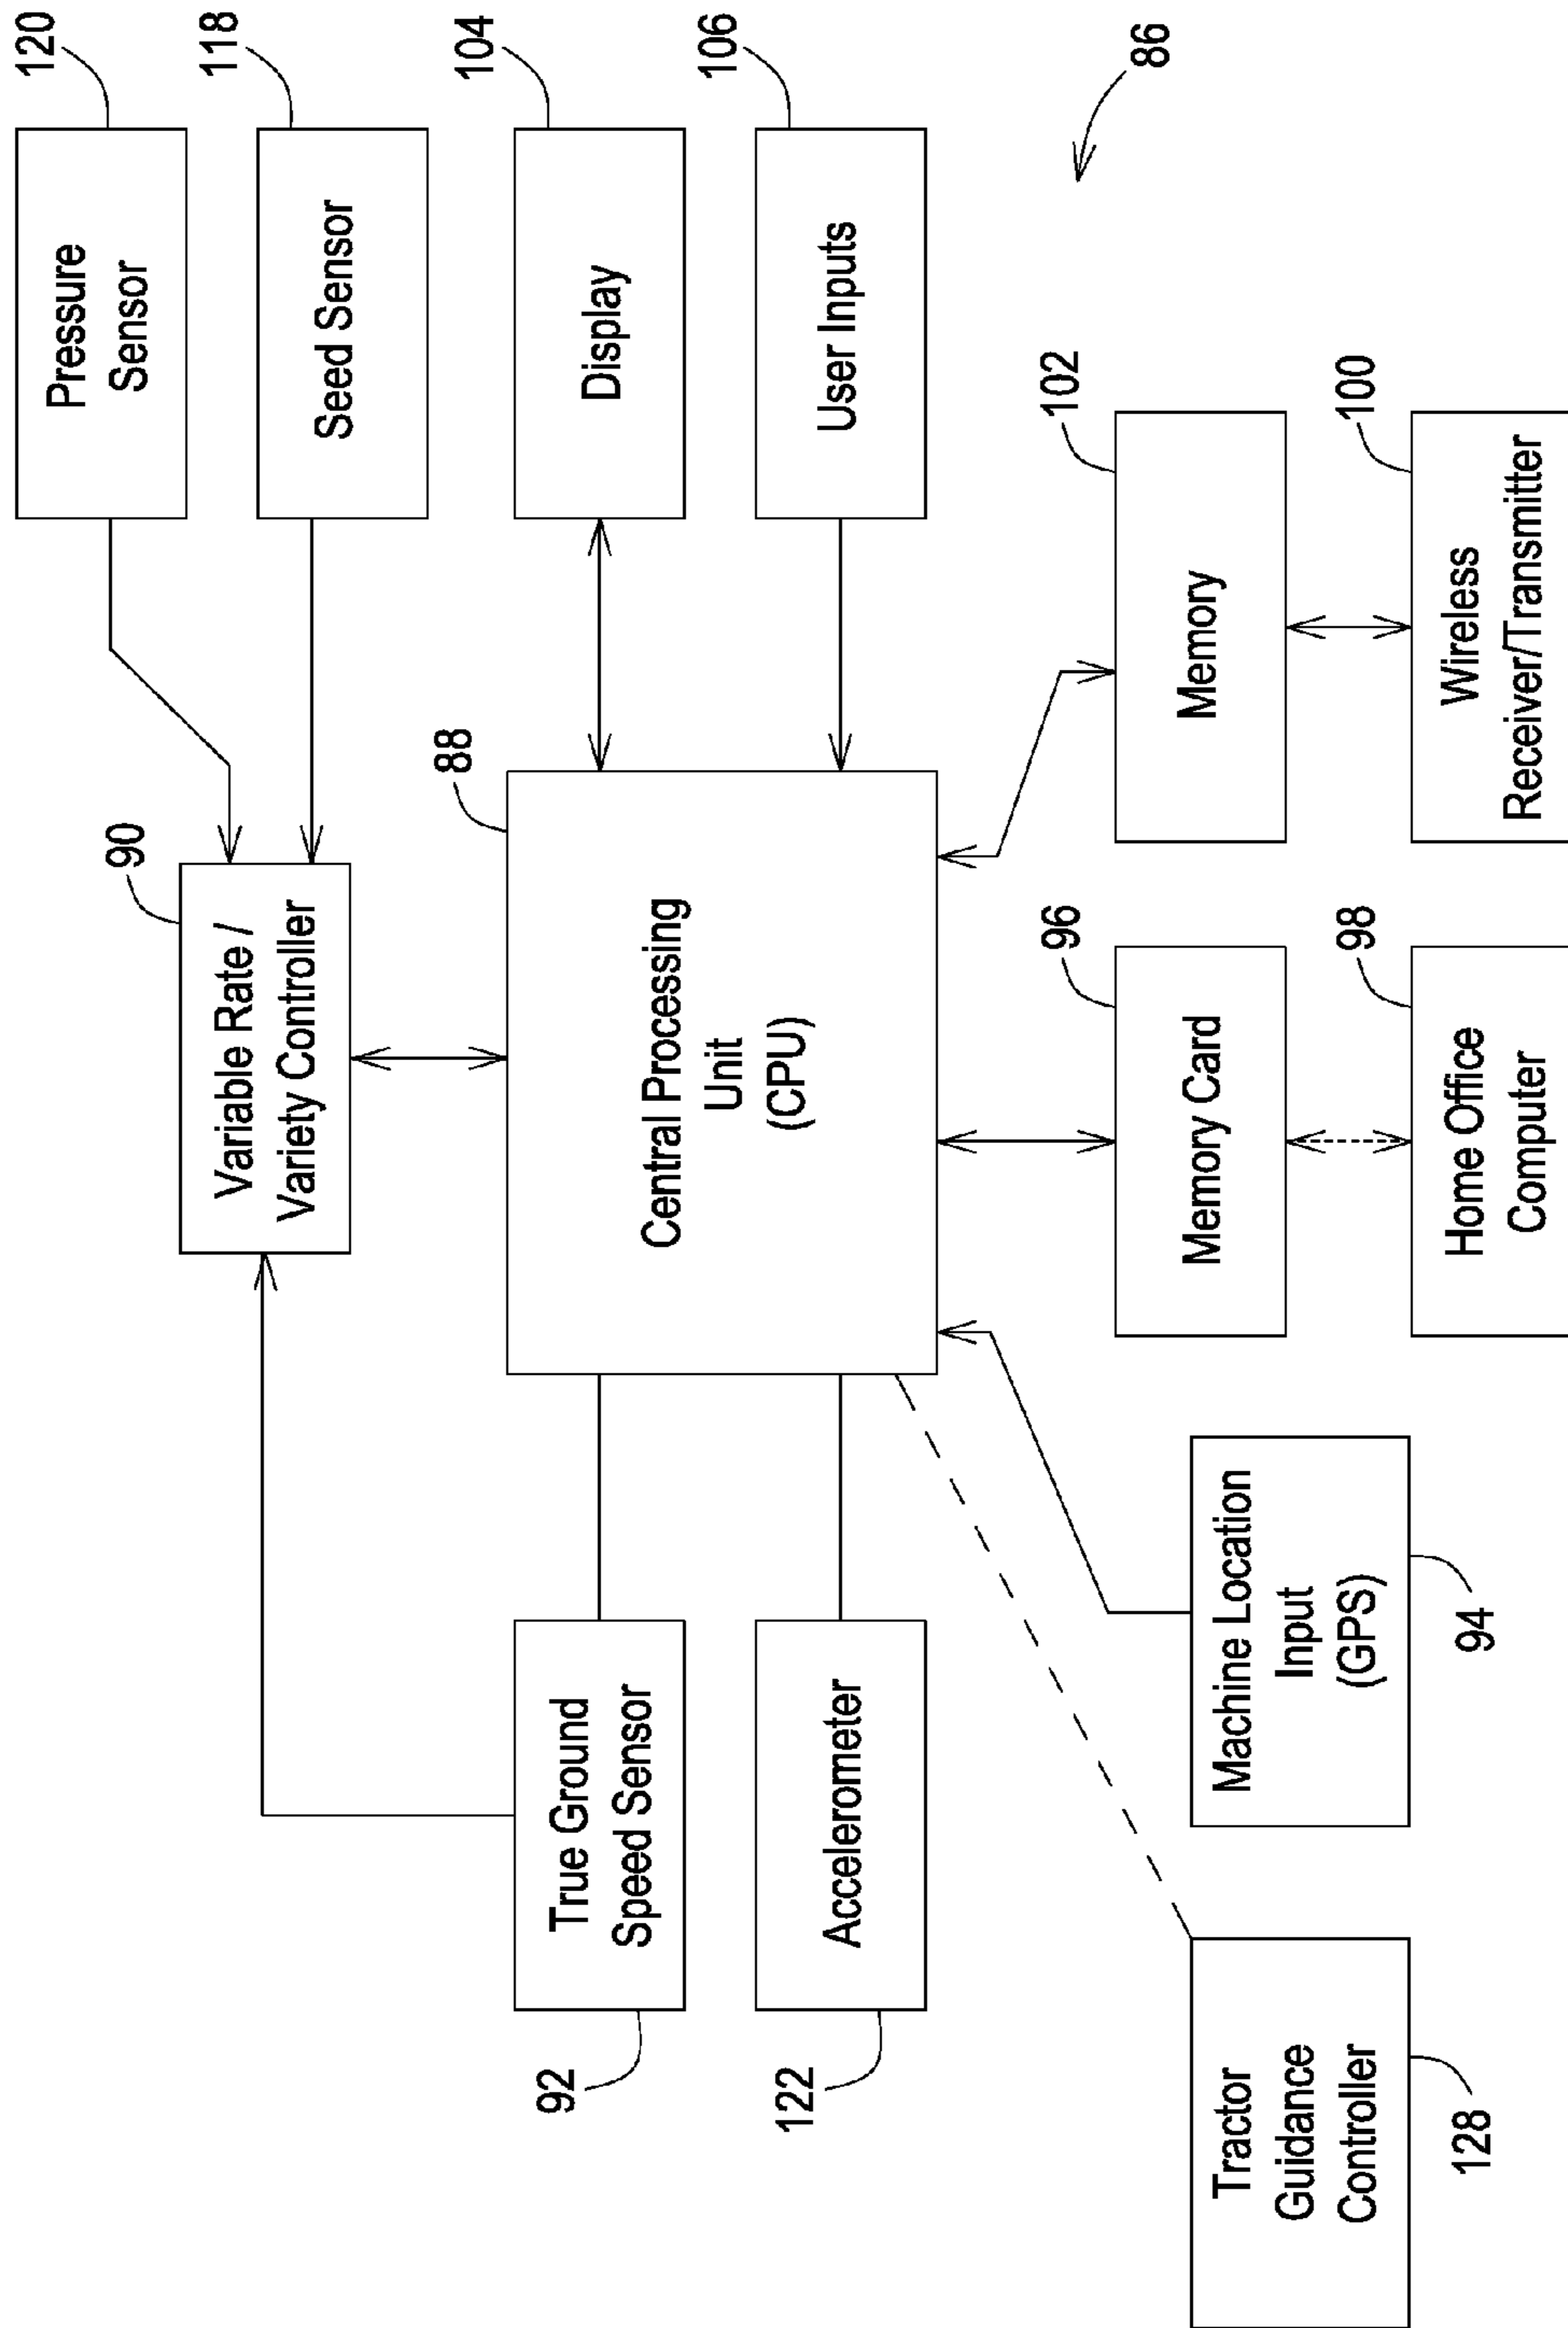 120
Pressure
Sensor
118
Seed Sensor
90
Variable Rate /
Variety Controller
104
Display
106
User Inputs
88
Central Processing
Unit
(CPU)
True Ground
Speed Sensor
92
Accelerometer
122
86
102
Memory
100
Wireless
Receiver/Transmitter
96
Memory Card
98
Home Office
Computer
Machine Location
Input
(GPS)
94
Tractor
Guidance
Controller
128